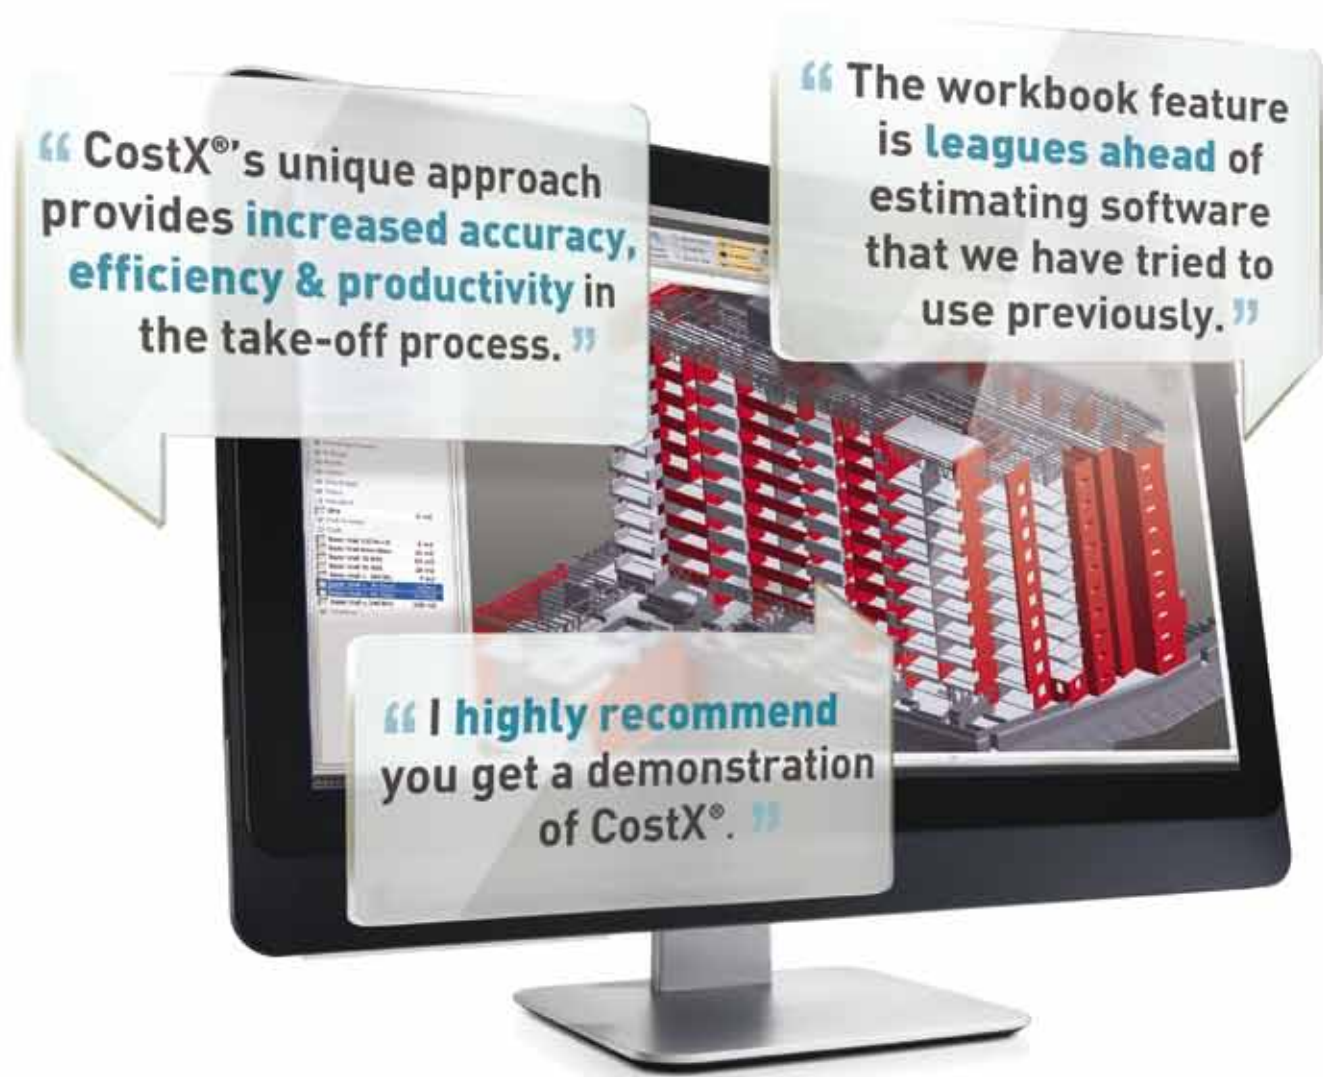 “ CostX®’s unique approach
provides increased accuracy,
efficiency & productivity in
the take-off process. ”
“ The workbook feature
is leagues ahead of
estimating software
that we have tried to
use previously. ”
“ I highly recommend
you get a demonstration
of CostX®. ”